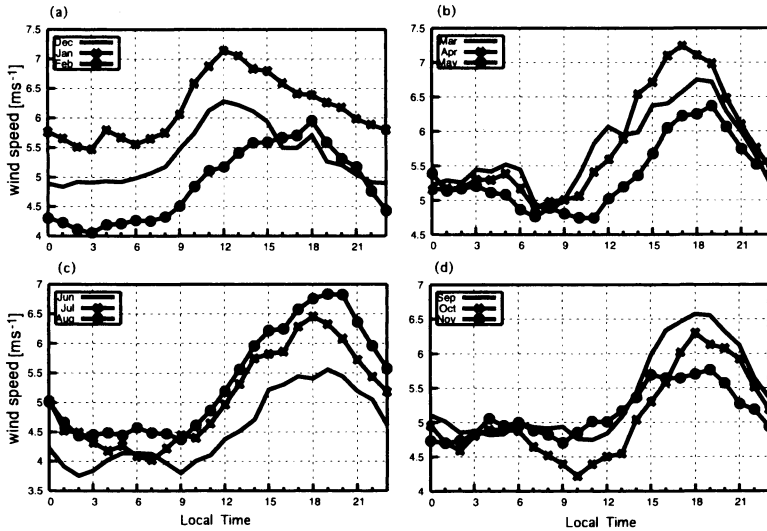 (a)
7.5
7
6.5
6
5.5
5
4.5
4
wind speed [ms-1]
Dec
Jan
Feb
0 3 6 9 12 15 18 21
(b)
7.5
7
6.5
6
5.5
5
4.5
Mar
Apr
May
0 3 6 9 12 15 18 21
(c)
7
6.5
6
5.5
5
4.5
4
3.5
wind speed [ms-1]
Jun
Jul
Aug
0 3 6 9 12 15 18 21
Local Time
(d)
7
6.5
6
5.5
5
4.5
4
Sep
Oct
Nov
0 3 6 9 12 15 18 21
Local Time